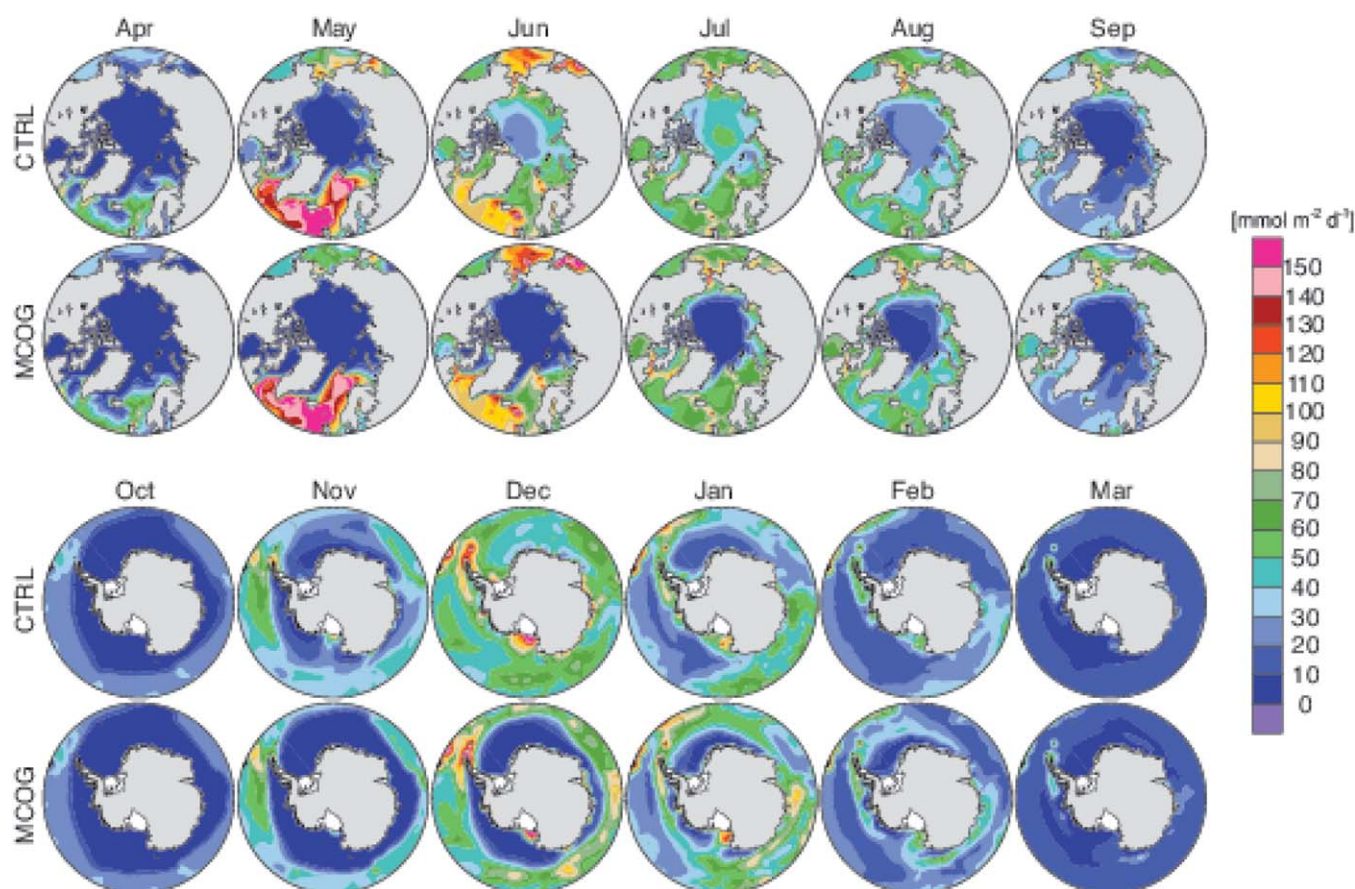 Apr May Jun Jul Aug Sep
CTRL
MCOG
[mmol m⁻² d⁻¹]
150
140
130
120
110
100
90
80
70
60
50
40
30
20
10
0
Oct Nov Dec Jan Feb Mar
CTRL
MCOG